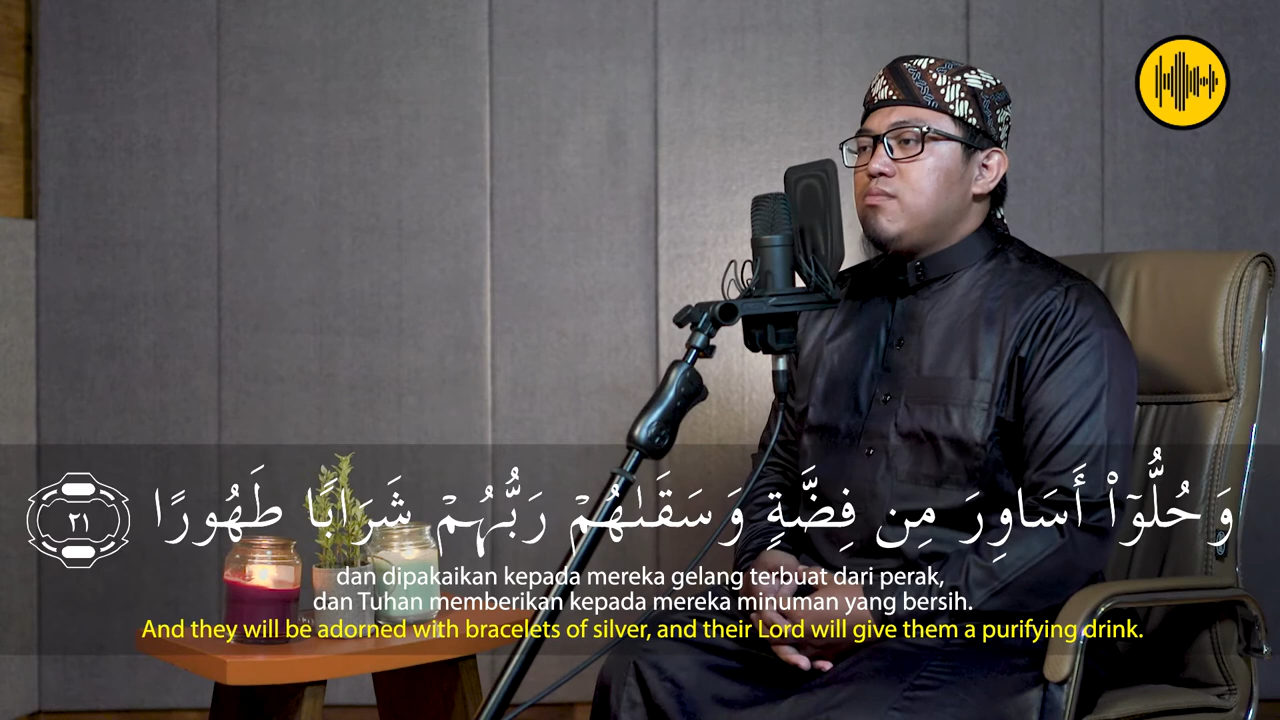 وَحُلُّوٓا۟ أَسَاوِرَ مِن فِضَّةٍ وَسَقَىٰهُمْ رَبُّهُمْ شَرَابًا طَهُورًا ٢١
dan dipakaikan kepada mereka gelang terbuat dari perak,
dan Tuhan memberikan kepada mereka minuman yang bersih.
And they will be adorned with bracelets of silver, and their Lord will give them a purifying drink.